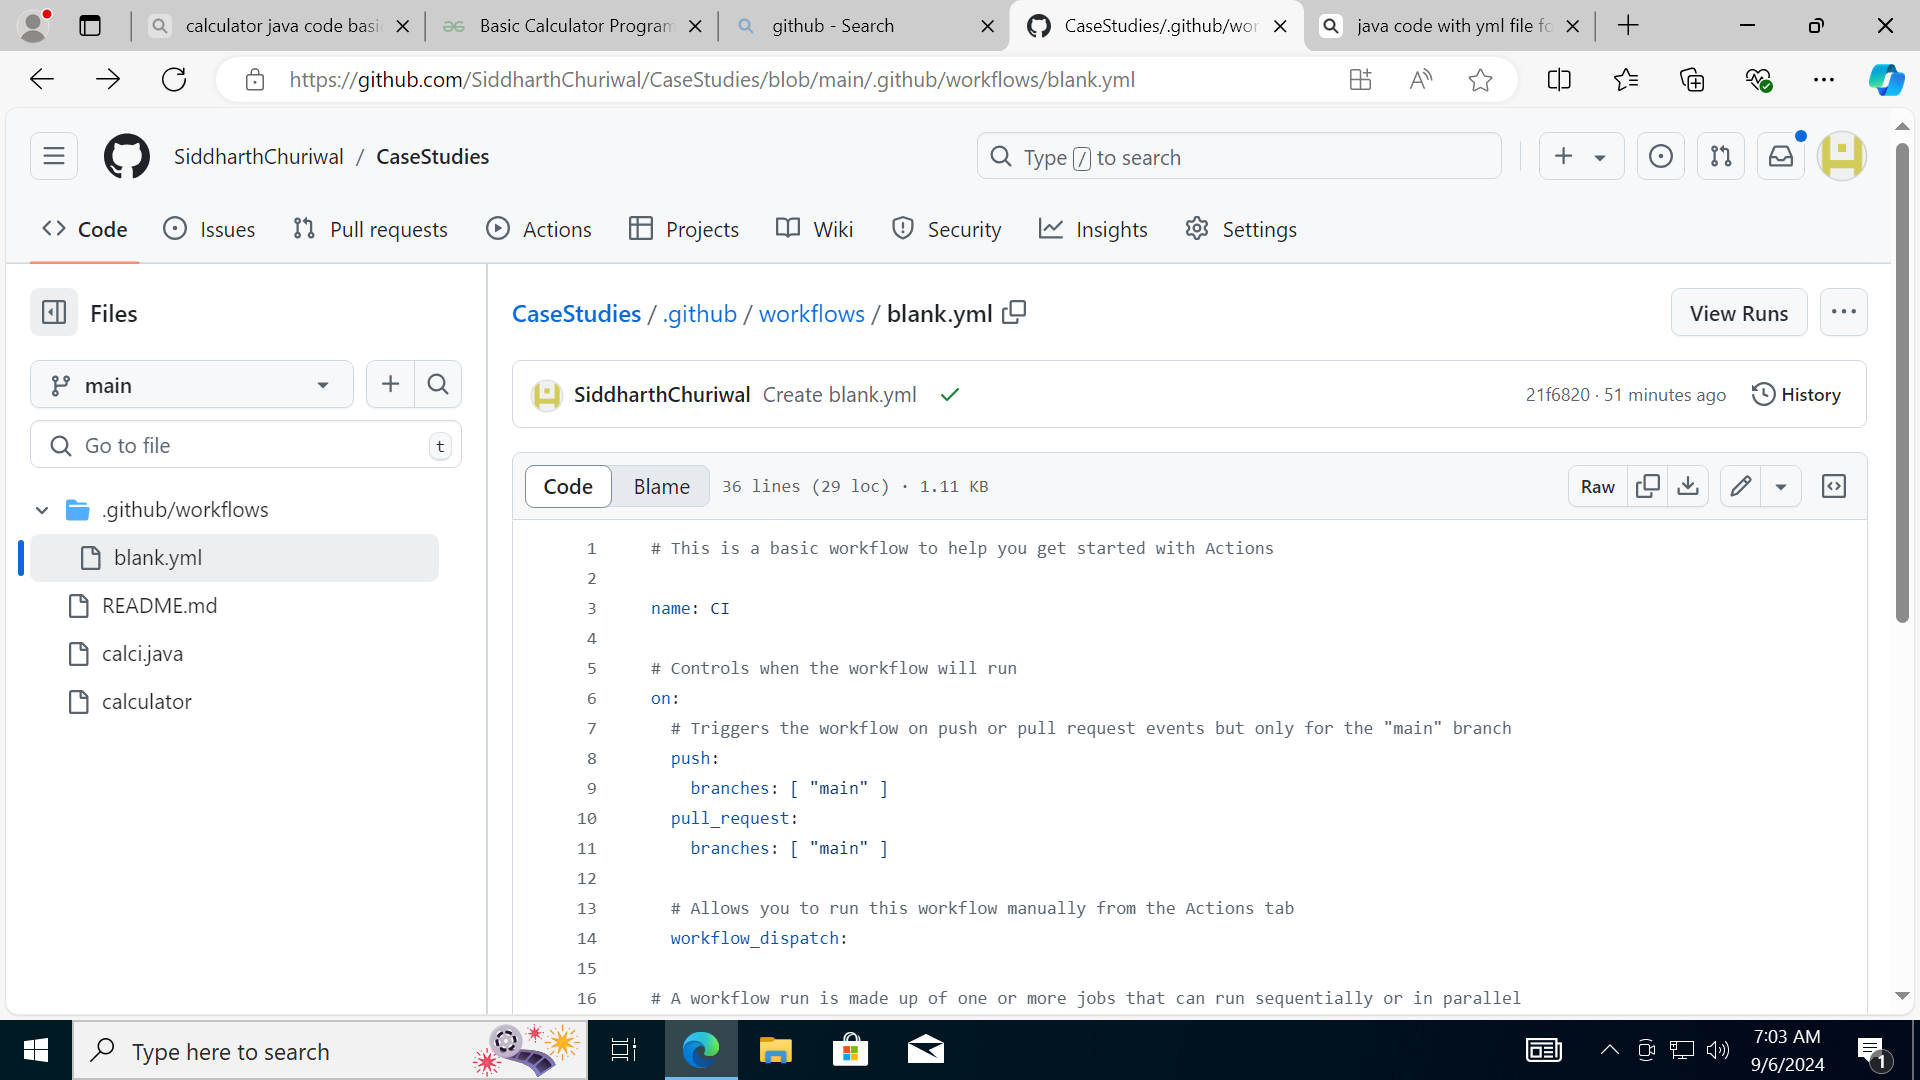 calculator java code basi
Basic Calculator Program
github - Search
CaseStudies/.github/wor
java code with yml file fo
https://github.com/SiddharthChuriwal/CaseStudies/blob/main/.github/workflows/blank.yml
SiddharthChuriwal / CaseStudies
Type / to search
Code
Issues
Pull requests
Actions
Projects
Wiki
Security
Insights
Settings
Files
main
Go to file
t
.github/workflows
blank.yml
README.md
calci.java
calculator
CaseStudies / .github / workflows / blank.yml
View Runs
SiddharthChuriwal Create blank.yml
21f6820 · 51 minutes ago
History
Code
Blame
36 lines (29 loc) · 1.11 KB
Raw
1 # This is a basic workflow to help you get started with Actions
2
3 name: CI
4
5 # Controls when the workflow will run
6 on:
7 # Triggers the workflow on push or pull request events but only for the "main" branch
8 push:
9 branches: [ "main" ]
10 pull_request:
11 branches: [ "main" ]
12
13 # Allows you to run this workflow manually from the Actions tab
14 workflow_dispatch:
15
16 # A workflow run is made up of one or more jobs that can run sequentially or in parallel
Type here to search
7:03 AM
9/6/2024
1